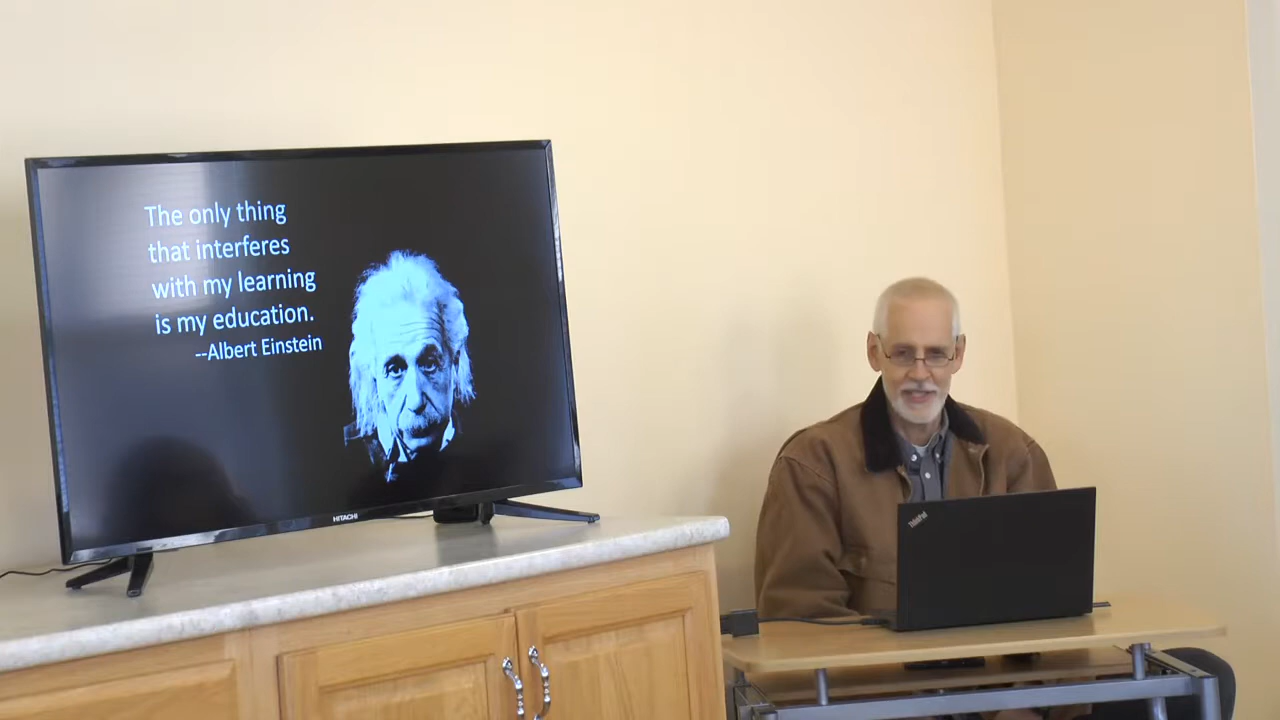 The only thing
that interferes
with my learning
is my education.
--Albert Einstein
HITACHI
ThinkPad